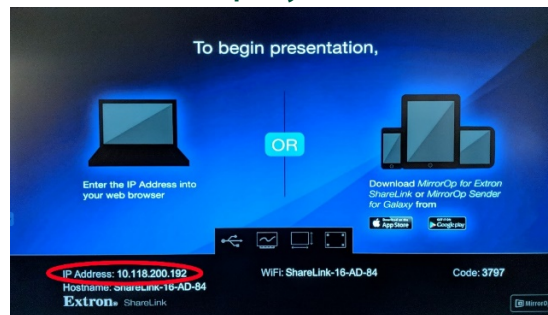 To begin presentation,
OR
Enter the IP Address into
your web browser
Download MirrorOp for Extron
ShareLink or MirrorOp Sender
for Galaxy from
App Store
Google play
IP Address: 10.118.200.192
WiFi: ShareLink-16-AD-84
Code: 3797
Hostname: ShareLink-16-AD-84
Extron® ShareLink
MirrorO